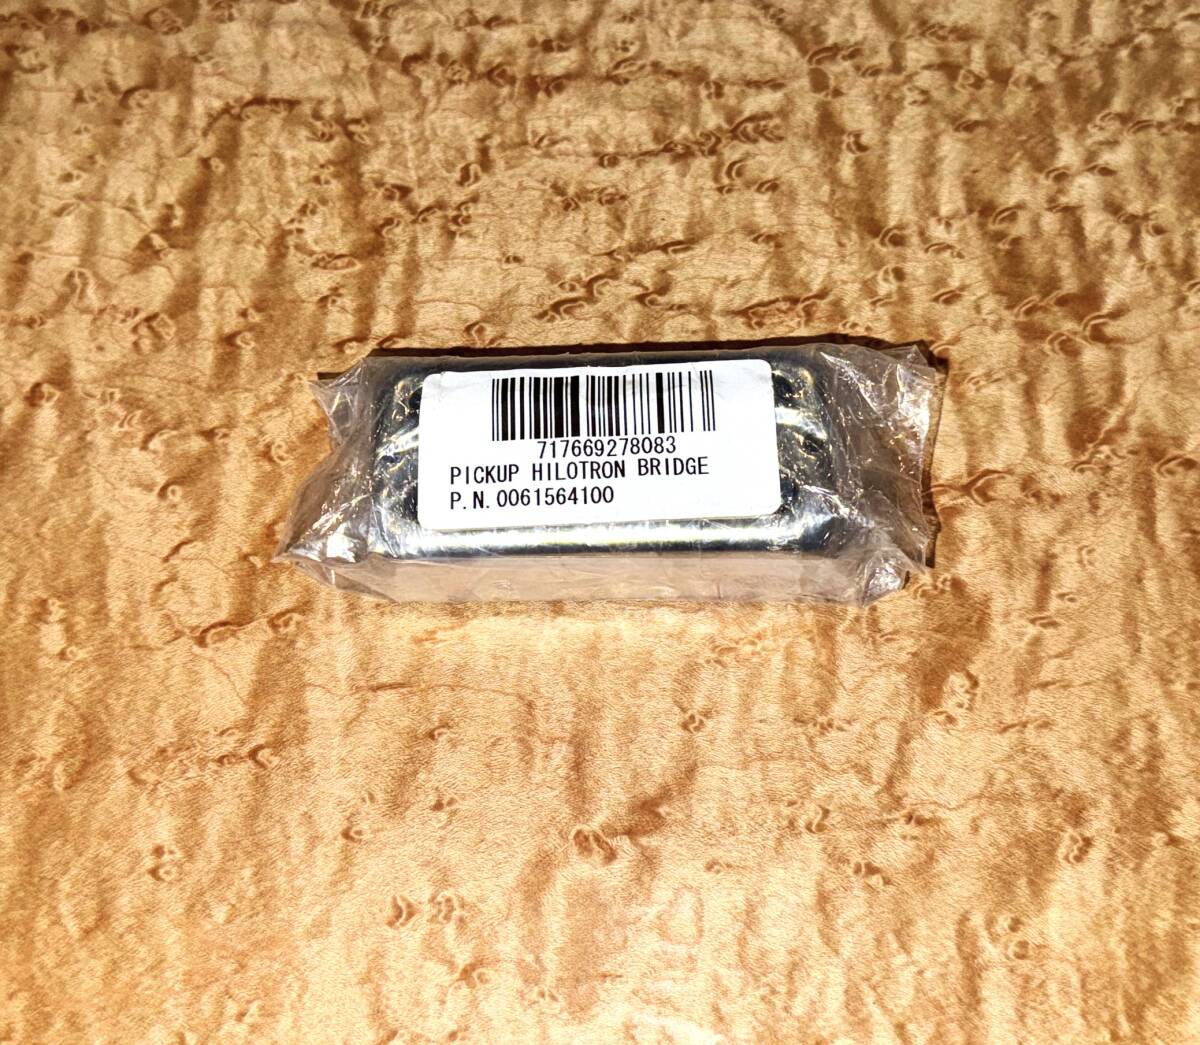 717669278083
PICKUP HILOTRON BRIDGE
P.N.0061564100